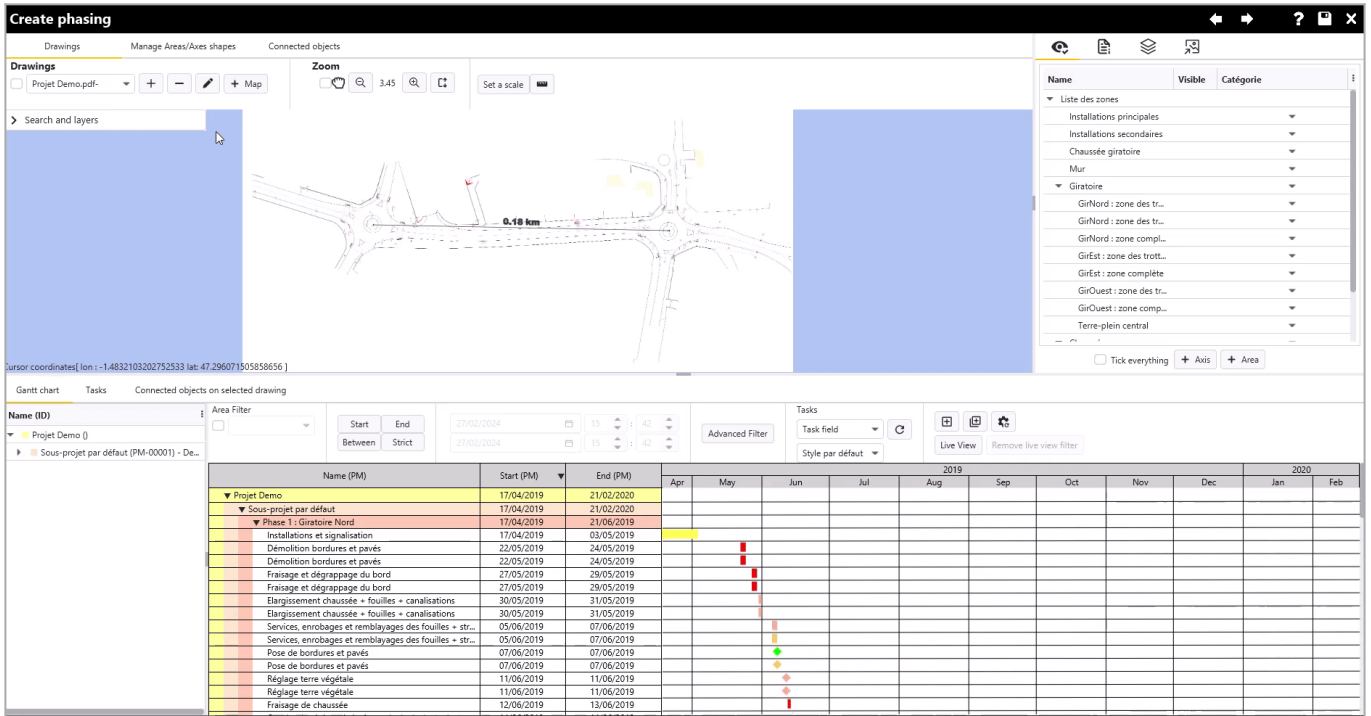 Create phasing
?
Drawings Manage Areas/Axes shapes Connected objects
Drawings Zoom
Projet Demo.pdf- + Map 3.45 Set a scale
Search and layers
0.18 km
Cursor coordinates[ lon : -1.4832103202752533 lat: 47.296071505858656 ]
Name Visible Catégorie
Liste des zones
Installations principales
Installations secondaires
Chaussée giratoire
Mur
Giratoire
GirNord : zone des tr...
GirNord : zone des tr...
GirNord : zone compl...
GirEst : zone des trott...
GirEst : zone complète
GirOuest : zone des tr...
GirOuest : zone comp...
Terre-plein central
Tick everything + Axis + Area
Gantt chart Tasks Connected objects on selected drawing
Name (ID)
Projet Demo ()
Sous-projet par défaut (PM-00001) - De...
Area Filter
Start End
Between Strict
27/02/2024 15 : 42
27/02/2024 15 : 42
Advanced Filter
Tasks
Task field
Style par défaut
Live View Remove live view filter
Name (PM) Start (PM) End (PM)
2019 2020
Apr May Jun Jul Aug Sep Oct Nov Dec Jan Feb
Projet Demo 17/04/2019 21/02/2020
Sous-projet par défaut 17/04/2019 21/02/2020
Phase 1 : Giratoire Nord 17/04/2019 21/06/2019
Installations et signalisation 17/04/2019 03/05/2019
Démolition bordures et pavés 22/05/2019 24/05/2019
Démolition bordures et pavés 22/05/2019 24/05/2019
Fraisage et dégrappage du bord 27/05/2019 29/05/2019
Fraisage et dégrappage du bord 27/05/2019 29/05/2019
Elargissement chaussée + fouilles + canalisations 30/05/2019 31/05/2019
Elargissement chaussée + fouilles + canalisations 30/05/2019 31/05/2019
Services, enrobages et remblayages des fouilles + str... 05/06/2019 07/06/2019
Services, enrobages et remblayages des fouilles + str... 05/06/2019 07/06/2019
Pose de bordures et pavés 07/06/2019 07/06/2019
Pose de bordures et pavés 07/06/2019 07/06/2019
Réglage terre végétale 11/06/2019 11/06/2019
Réglage terre végétale 11/06/2019 11/06/2019
Fraisage de chaussée 12/06/2019 13/06/2019